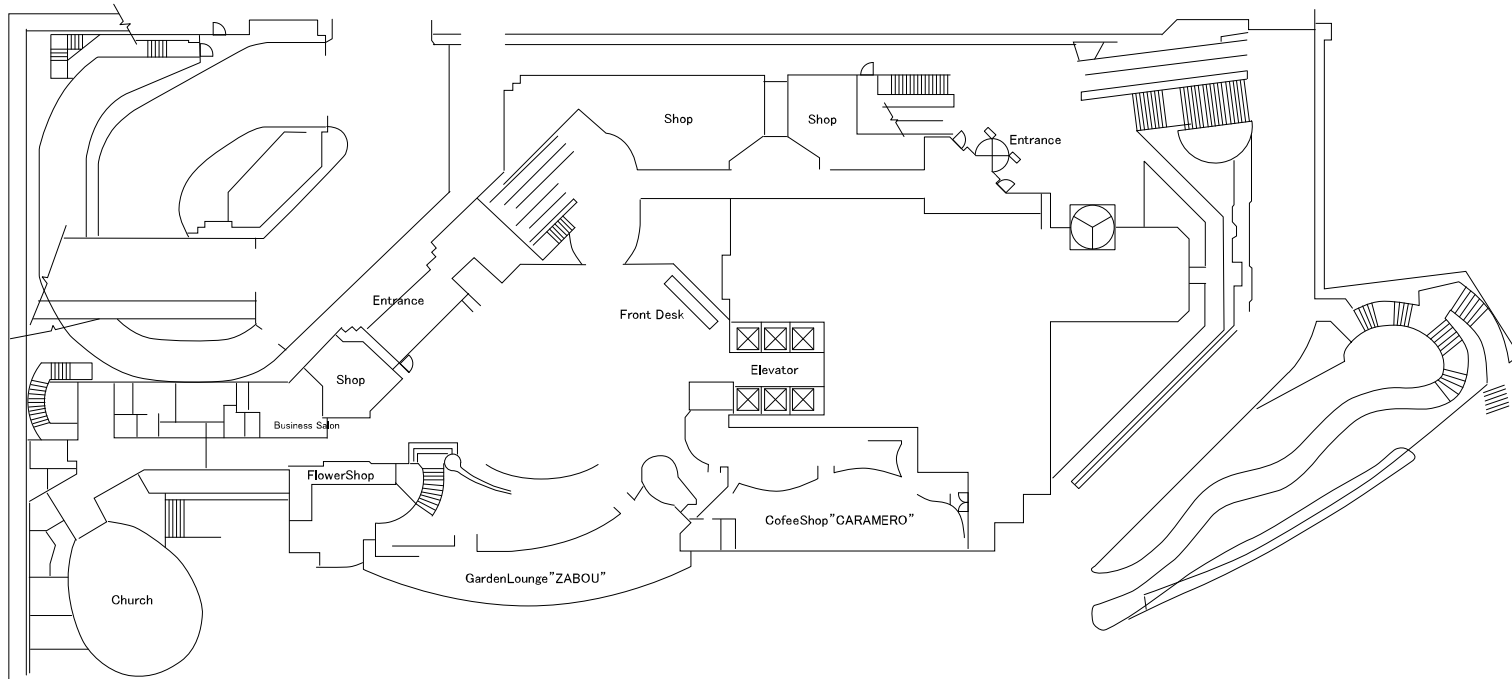 Shop
Shop
Entrance
Entrance
Front Desk
Elevator
Shop
Business Salon
FlowerShop
CofeeShop"CARAMERO"
GardenLounge"ZABOU"
Church